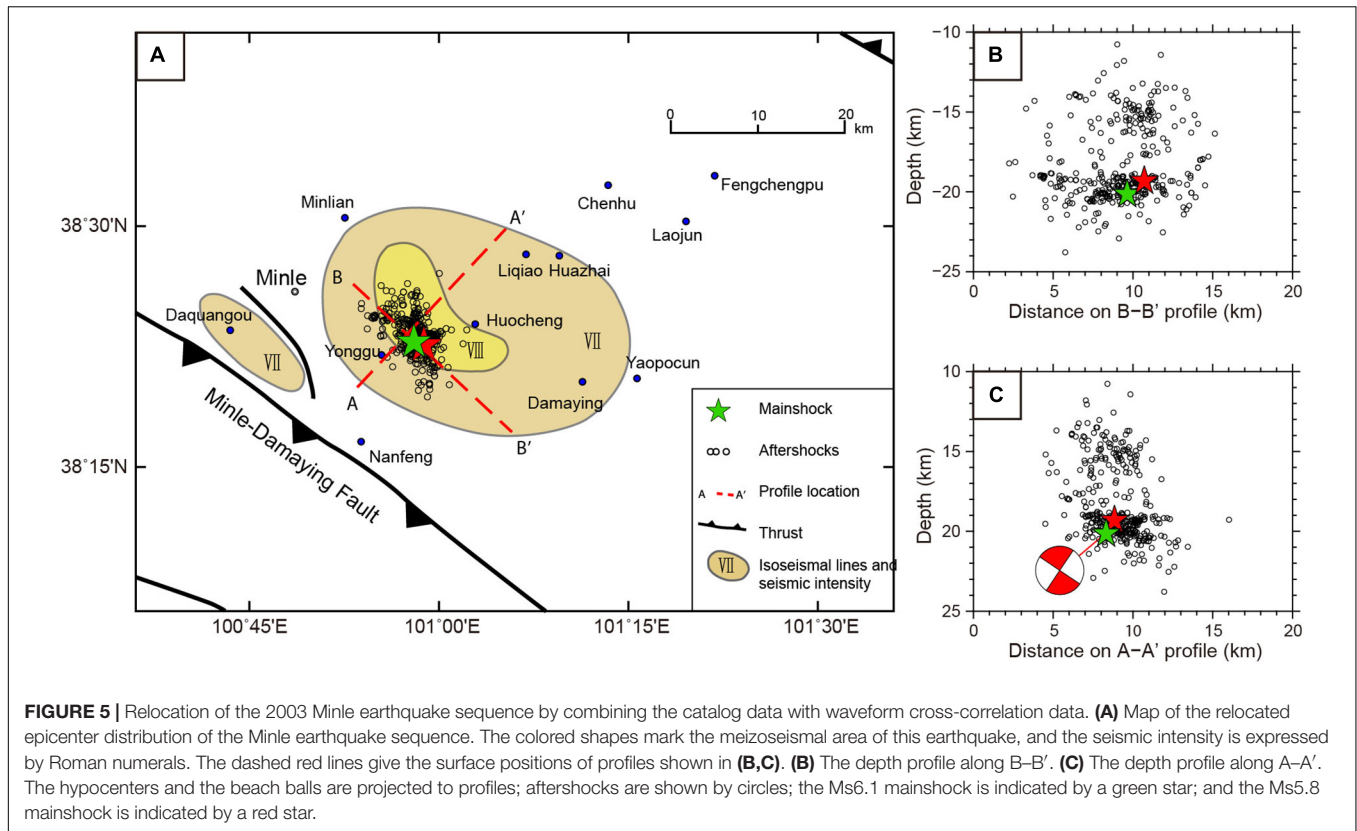 A
0 10 20
km
Fengchengpu
Chenhu
Minlian
Laojun
38°30'N
A'
Liqiao Huazhai
B
Minle
Daquangou
Huocheng
VII
VIII
VII
Yonggu
Yaopocun
A
Damaying
B'
Nanfeng
38°15'N
Minle-Damaying Fault
Mainshock
Aftershocks
A A' Profile location
Thrust
VII Isoseismal lines and
seismic intensity
100°45'E 101°00'E 101°15'E 101°30'E
B
Depth (km)
−10
−15
−20
−25
0 5 10 15 20
Distance on B−B' profile (km)
C
Depth (km)
10
15
20
25
0 5 10 15 20
Distance on A−A' profile (km)
FIGURE 5 | Relocation of the 2003 Minle earthquake sequence by combining the catalog data with waveform cross-correlation data. (A) Map of the relocated
epicenter distribution of the Minle earthquake sequence. The colored shapes mark the meizoseismal area of this earthquake, and the seismic intensity is expressed
by Roman numerals. The dashed red lines give the surface positions of profiles shown in (B,C). (B) The depth profile along B–B′. (C) The depth profile along A–A′.
The hypocenters and the beach balls are projected to profiles; aftershocks are shown by circles; the Ms6.1 mainshock is indicated by a green star; and the Ms5.8
mainshock is indicated by a red star.